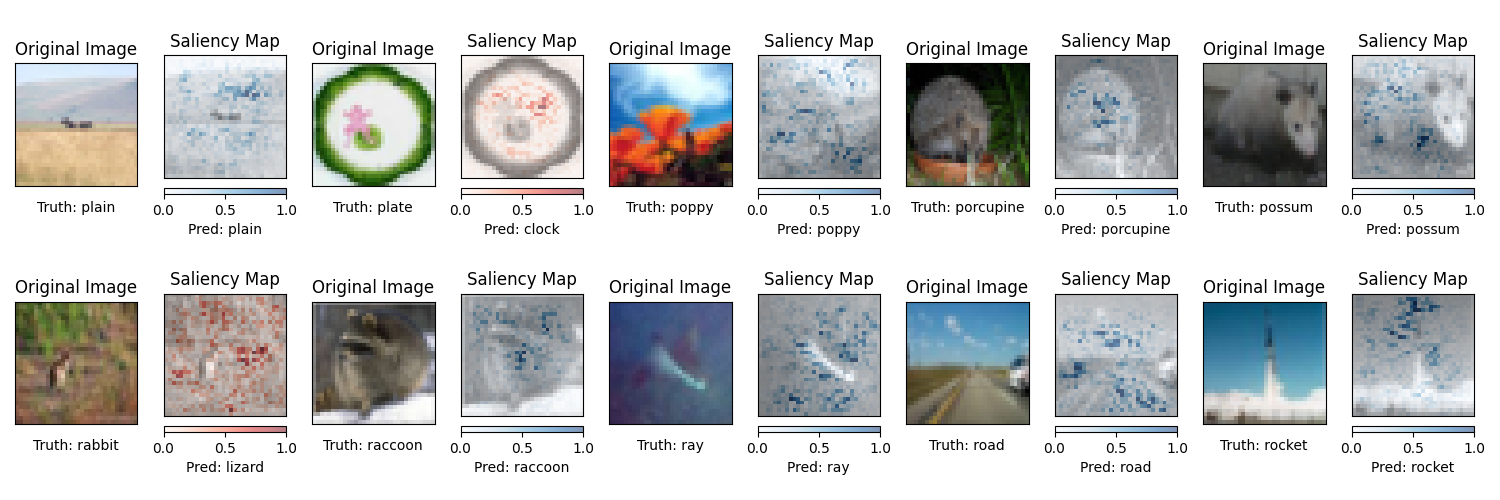 Original Image Saliency Map Original Image Saliency Map Original Image Saliency Map Original Image Saliency Map Original Image Saliency Map
0.0 0.5 1.0 0.0 0.5 1.0 0.0 0.5 1.0 0.0 0.5 1.0 0.0 0.5 1.0
Truth: plain Truth: plate Truth: poppy Truth: porcupine Truth: possum
Pred: plain Pred: clock Pred: poppy Pred: porcupine Pred: possum
Original Image Saliency Map Original Image Saliency Map Original Image Saliency Map Original Image Saliency Map Original Image Saliency Map
0.0 0.5 1.0 0.0 0.5 1.0 0.0 0.5 1.0 0.0 0.5 1.0 0.0 0.5 1.0
Truth: rabbit Truth: raccoon Truth: ray Truth: road Truth: rocket
Pred: lizard Pred: raccoon Pred: ray Pred: road Pred: rocket